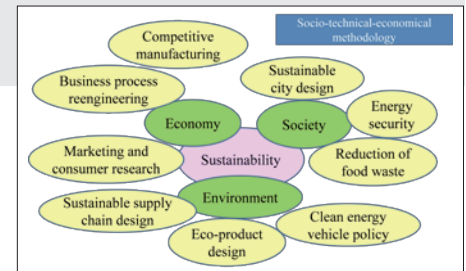 Socio-technical-economical
methodology
Competitive
manufacturing
Sustainable
city design
Business process
reengineering
Energy
security
Economy
Society
Marketing and
consumer research
Sustainability
Reduction of
food waste
Environment
Sustainable supply
chain design
Clean energy
vehicle policy
Eco-product
design